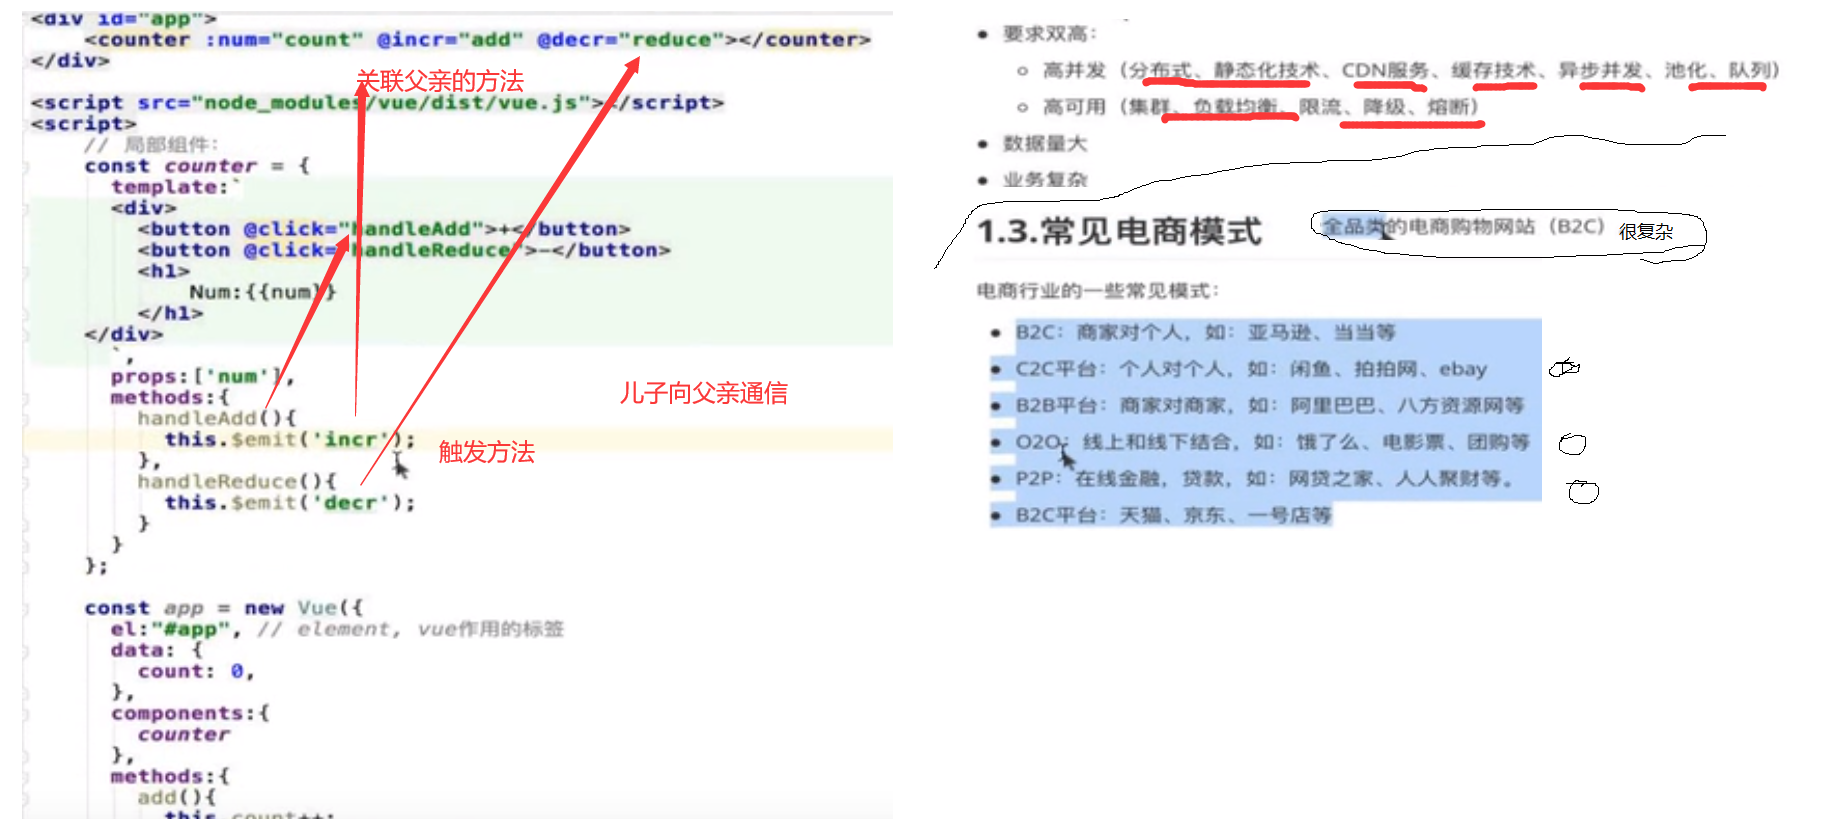 <div id="app">
<counter :num="count" @incr="add" @decr="reduce"></counter>
</div>
关联父亲的方法
<script src="node_modules/vue/dist/vue.js"></script>
<script>
// 局部组件：
const counter = {
template:`
<div>
<button @click="handleAdd">+</button>
<button @click="handleReduce">-</button>
<h1>
Num:{{num}}
</h1>
</div>
`,
props:['num'],
methods:{
儿子向父亲通信
handleAdd(){
this.$emit('incr');
触发方法
},
handleReduce(){
this.$emit('decr');
}
}
};
const app = new Vue({
el:"#app", // element, vue作用的标签
data: {
count: 0,
},
components:{
counter
},
methods:{
add(){
this.count++;
• 要求双高：
○ 高并发（分布式、静态化技术、CDN服务、缓存技术、异步并发、池化、队列）
○ 高可用（集群、负载均衡、限流、降级、熔断）
• 数据量大
• 业务复杂
1.3.常见电商模式
全品类的电商购物网站（B2C）很复杂
电商行业的一些常见模式：
• B2C：商家对个人，如：亚马逊、当当等
• C2C平台：个人对个人，如：闲鱼、拍拍网、ebay
• B2B平台：商家对商家，如：阿里巴巴、八方资源网等
• O2O：线上和线下结合，如：饿了么、电影票、团购等
• P2P：在线金融，贷款，如：网贷之家、人人聚财等。
• B2C平台：天猫、京东、一号店等